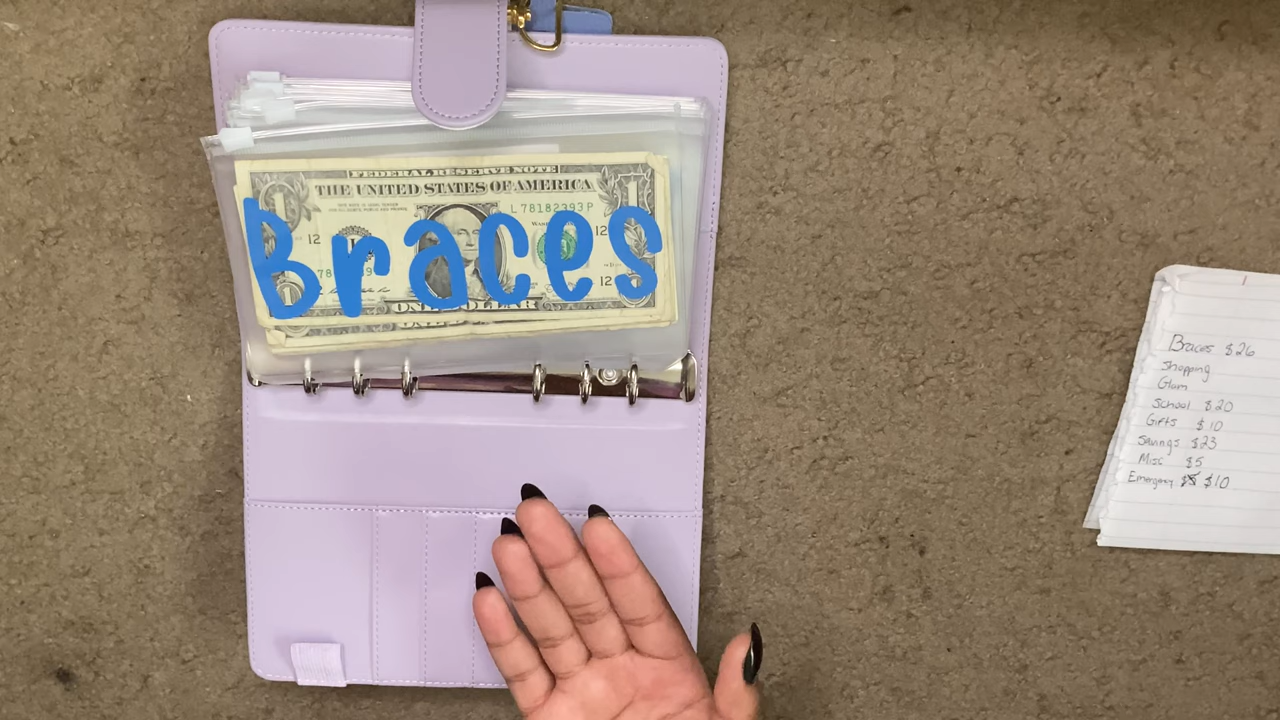 FEDERAL RESERVE NOTE
THE UNITED STATES OF AMERICA
L78182393P
12
12
12
Braces
ONE DOLLAR
Braces $26
Shopping
Glam
School $20
Gifts $10
Savings $23
Misc $5
Emergency $5 $10